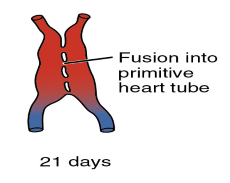 Fusion into
primitive
heart tube
21 days